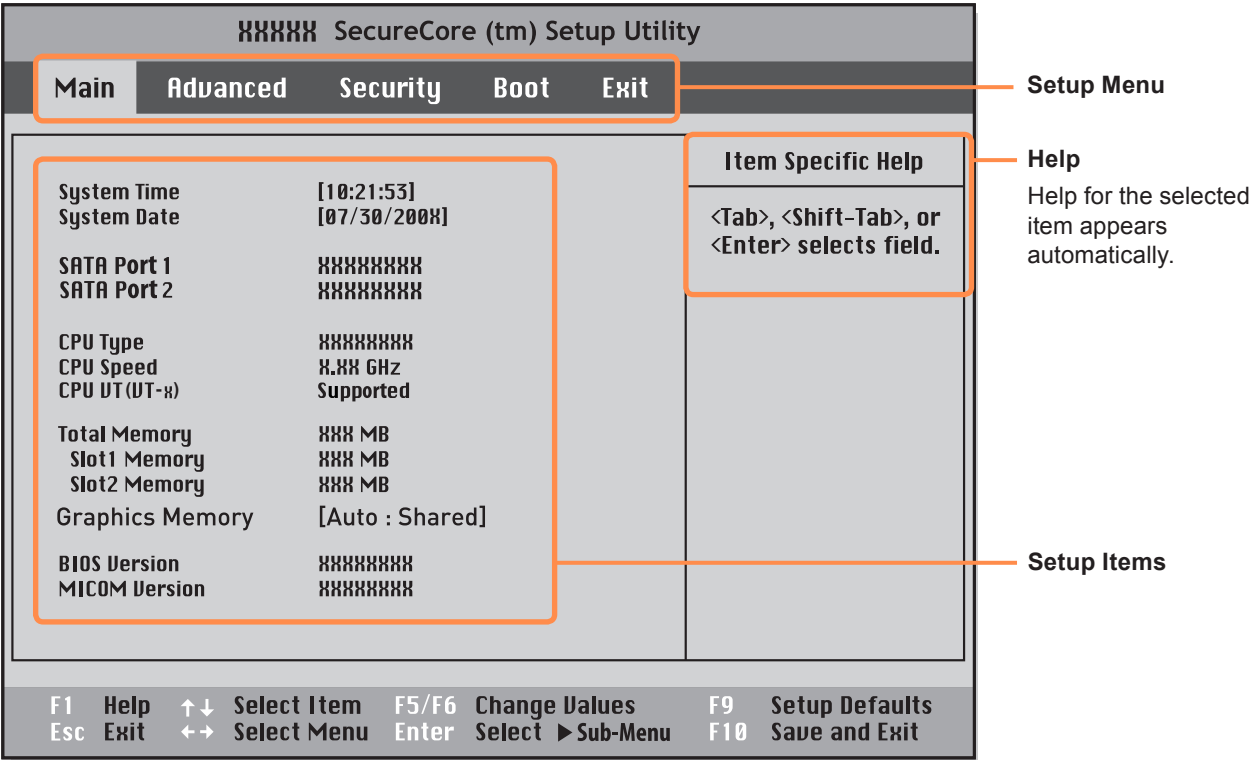 XXXXX SecureCore (tm) Setup Utility
Main Advanced Security Boot Exit
Setup Menu
System Time [10:21:53]
System Date [07/30/200X]
SATA Port 1 XXXXXXXX
SATA Port 2 XXXXXXXX
CPU Type XXXXXXXX
CPU Speed X.XX GHz
CPU VT(VT-x) Supported
Total Memory XXX MB
Slot1 Memory XXX MB
Slot2 Memory XXX MB
Graphics Memory [Auto : Shared]
BIOS Version XXXXXXXX
MICOM Version XXXXXXXX
Item Specific Help
<Tab>, <Shift-Tab>, or
<Enter> selects field.
Help
Help for the selected
item appears
automatically.
Setup Items
F1 Help ↑↓ Select Item F5/F6 Change Values F9 Setup Defaults
Esc Exit ←→ Select Menu Enter Select ▶Sub-Menu F10 Save and Exit